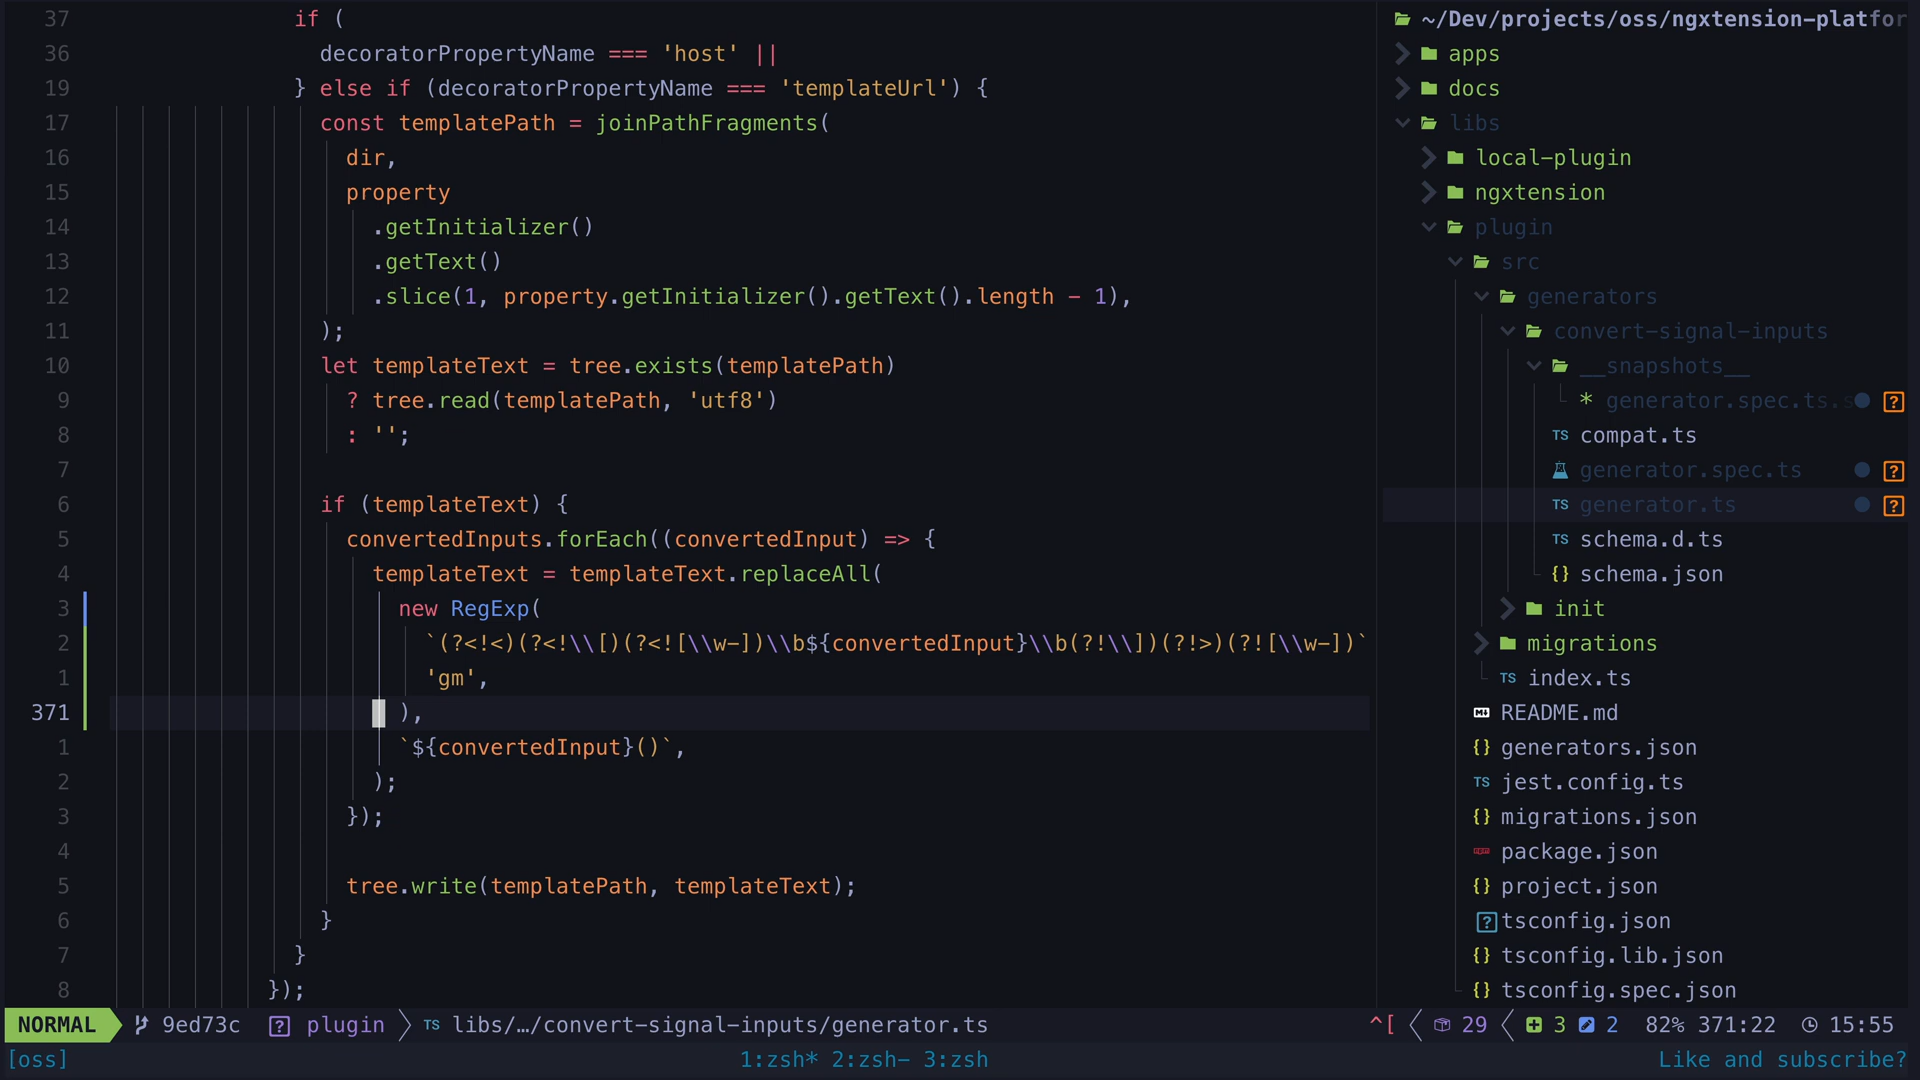 37 if (
36 decoratorPropertyName === 'host' ||
19 } else if (decoratorPropertyName === 'templateUrl') {
17 const templatePath = joinPathFragments(
16 dir,
15 property
14 .getInitializer()
13 .getText()
12 .slice(1, property.getInitializer().getText().length - 1),
11 );
10 let templateText = tree.exists(templatePath)
9 ? tree.read(templatePath, 'utf8')
8 : '';
7
6 if (templateText) {
5 convertedInputs.forEach((convertedInput) => {
4 templateText = templateText.replaceAll(
3 new RegExp(
2 `(?<!<)(?<!\\[)(?<![\\w-])\\b${convertedInput}\\b(?!\\])(?!>)(?![\\w-])`
1 'gm',
371 ),
1 `${convertedInput}()`,
2 );
3 });
4
5 tree.write(templatePath, templateText);
6 }
7 }
8 });
~/Dev/projects/oss/ngxtension-platfor
apps
docs
libs
local-plugin
ngxtension
plugin
src
generators
convert-signal-inputs
__snapshots__
* generator.spec.ts.s ?
TS compat.ts
generator.spec.ts ?
TS generator.ts ?
TS schema.d.ts
{} schema.json
init
migrations
TS index.ts
README.md
{} generators.json
TS jest.config.ts
{} migrations.json
package.json
{} project.json
? tsconfig.json
{} tsconfig.lib.json
{} tsconfig.spec.json
NORMAL 9ed73c ? plugin TS libs/…/convert-signal-inputs/generator.ts ^[ 29 3 2 82% 371:22 15:55
[oss] 1:zsh* 2:zsh- 3:zsh Like and subscribe?